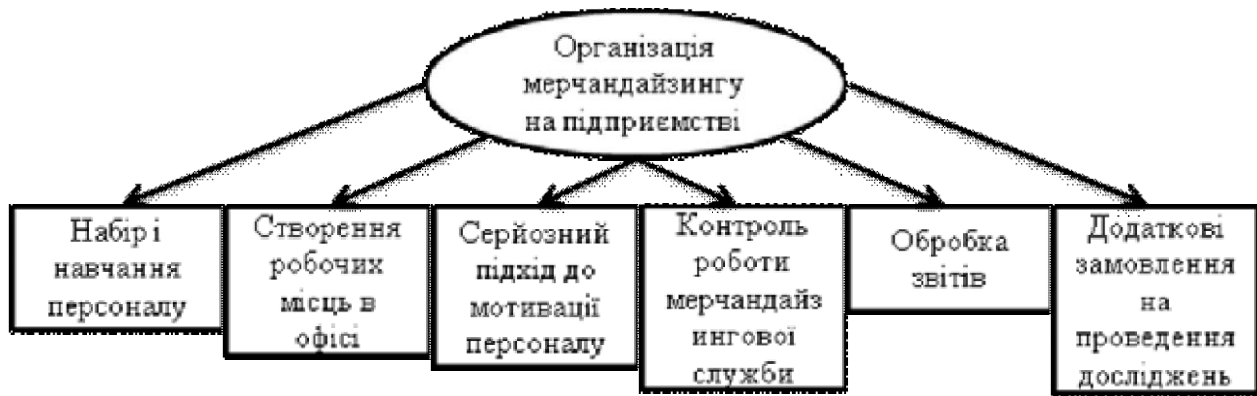 Організація
мерчандайзингу
на підприємстві
Набір і
навчання
персоналу
Створення
робочих
місць в
офісі
Серйозний
підхід до
мотивації
персоналу
Контроль
роботи
мерчандайз
ингової
служби
Обробка
звітів
Додаткові
замовлення
на
проведення
досліджень